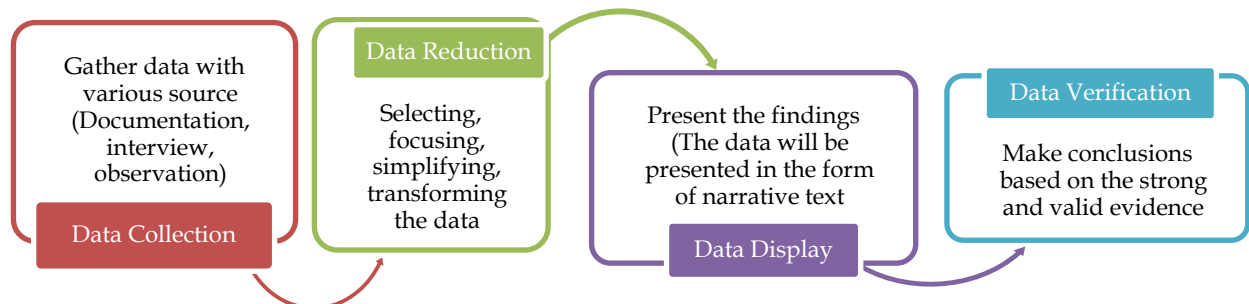 Gather data with
various source
(Documentation,
interview,
observation)
Data Collection
Data Reduction
Selecting,
focusing,
simplifying,
transforming
the data
Present the findings
(The data will be
presented in the form
of narrative text
Data Display
Data Verification
Make conclusions
based on the strong
and valid evidence